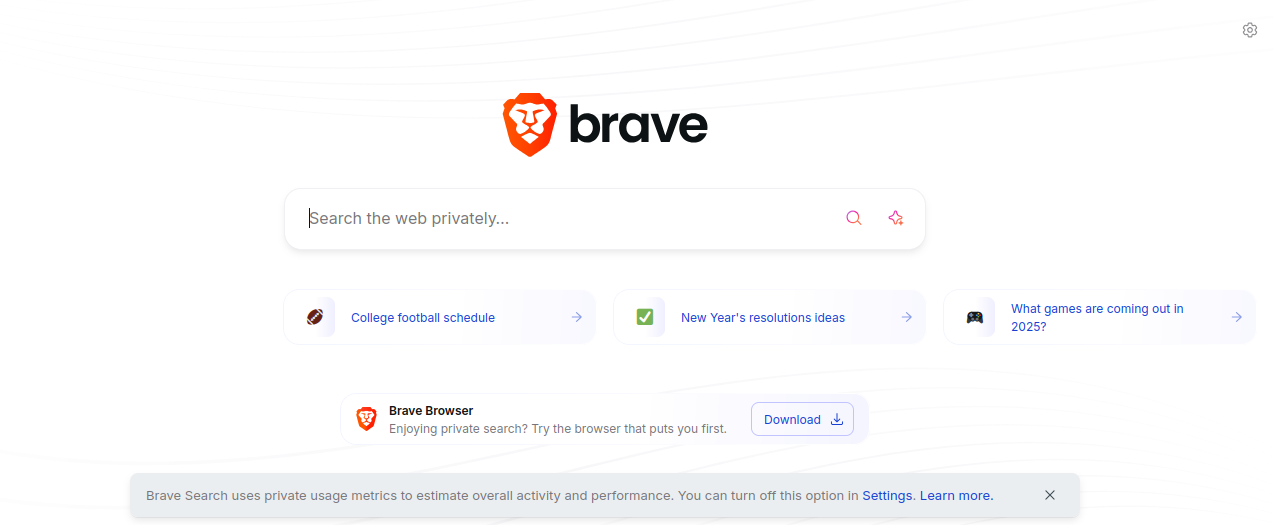 brave
Search the web privately...
College football schedule
New Year's resolutions ideas
What games are coming out in
2025?
Brave Browser
Enjoying private search? Try the browser that puts you first.
Download
Brave Search uses private usage metrics to estimate overall activity and performance. You can turn off this option in Settings. Learn more.